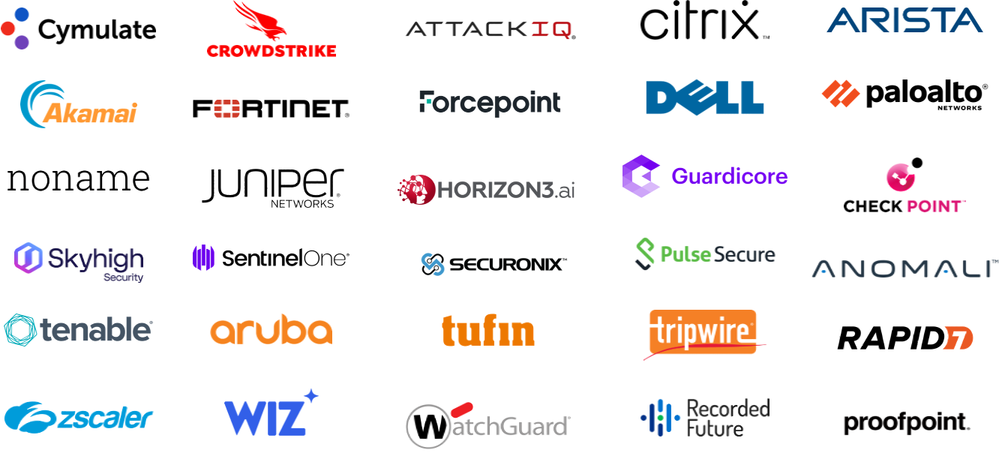 Cymulate
CROWDSTRIKE
ATTACKIQ®
citrix™
ARISTA
Akamai
FORTINET®
Forcepoint
DELL
paloalto®
NETWORKS
noname
JUNIPER
NETWORKS®
HORIZON3.ai
Guardicore
CHECK POINT™
Skyhigh
Security
SentinelOne®
SECURONIX™
Pulse Secure
ANOMALI™
tenable®
aruba
tufin
tripwire®
RAPID7
zscaler
WIZ
WatchGuard®
Recorded
Future
proofpoint.